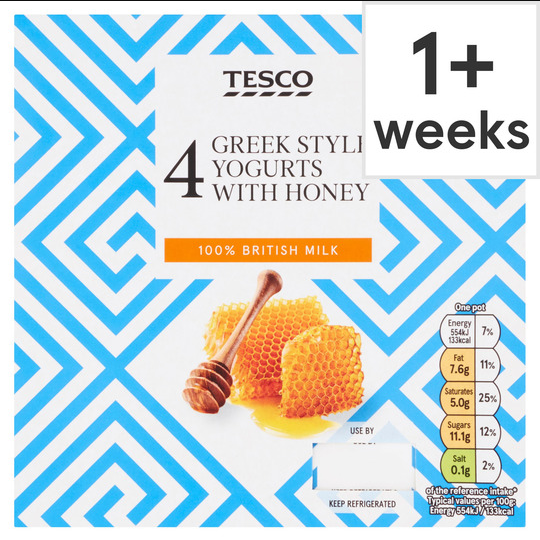 1+
weeks
TESCO
4
GREEK STYLE
YOGURTS
WITH HONEY
100% BRITISH MILK
USE BY
KEEP REFRIGERATED
One pot
Energy
554kJ
133kcal
7%
Fat
7.6g
11%
Saturates
5.0g
25%
Sugars
11.1g
12%
Salt
0.1g
2%
of the reference intake*
Typical values per 100g:
Energy 554kJ / 133kcal